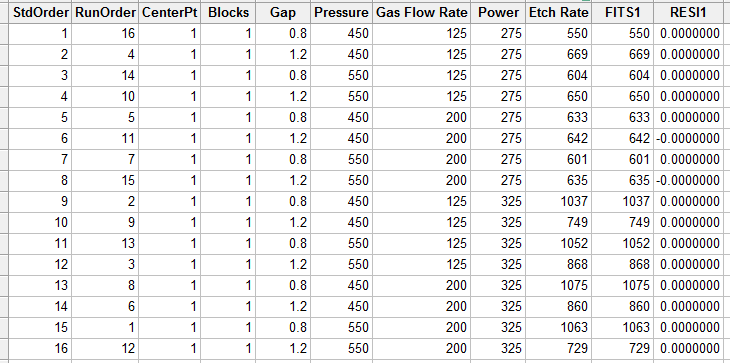 StdOrder RunOrder CenterPt Blocks Gap Pressure Gas Flow Rate Power Etch Rate FITS1 RESI1
1 16 1 1 0.8 450 125 275 550 550 0.0000000
2 4 1 1 1.2 450 125 275 669 669 0.0000000
3 14 1 1 0.8 550 125 275 604 604 0.0000000
4 10 1 1 1.2 550 125 275 650 650 0.0000000
5 5 1 1 0.8 450 200 275 633 633 0.0000000
6 11 1 1 1.2 450 200 275 642 642 -0.0000000
7 7 1 1 0.8 550 200 275 601 601 0.0000000
8 15 1 1 1.2 550 200 275 635 635 -0.0000000
9 2 1 1 0.8 450 125 325 1037 1037 0.0000000
10 9 1 1 1.2 450 125 325 749 749 0.0000000
11 13 1 1 0.8 550 125 325 1052 1052 0.0000000
12 3 1 1 1.2 550 125 325 868 868 0.0000000
13 8 1 1 0.8 450 200 325 1075 1075 0.0000000
14 6 1 1 1.2 450 200 325 860 860 0.0000000
15 1 1 1 0.8 550 200 325 1063 1063 0.0000000
16 12 1 1 1.2 550 200 325 729 729 0.0000000